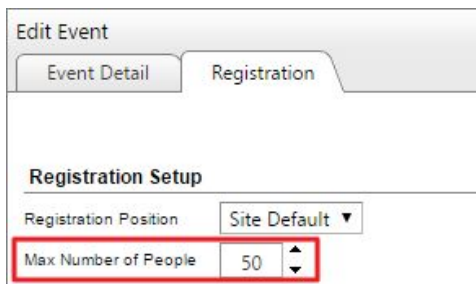 Edit Event
Event Detail Registration
Registration Setup
Registration Position Site Default
Max Number of People 50